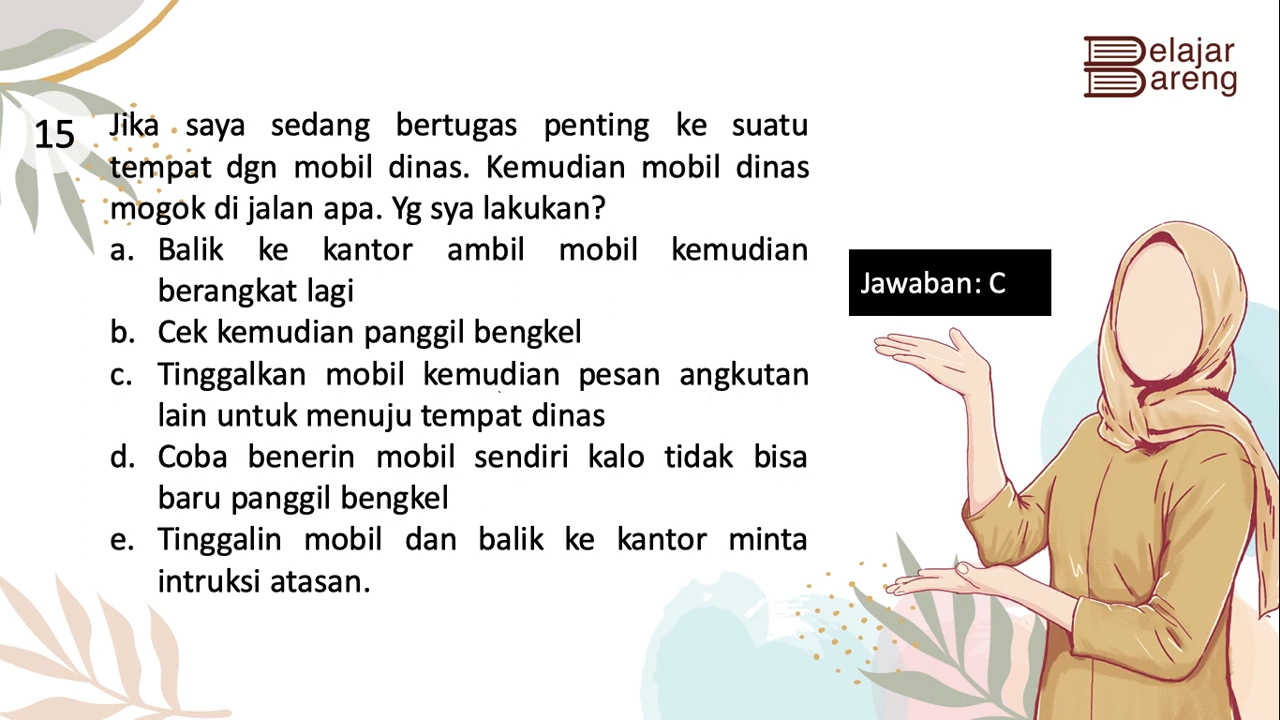 Belajar
Bareng
15 Jika saya sedang bertugas penting ke suatu
tempat dgn mobil dinas. Kemudian mobil dinas
mogok di jalan apa. Yg sya lakukan?
a. Balik ke kantor ambil mobil kemudian
berangkat lagi
b. Cek kemudian panggil bengkel
c. Tinggalkan mobil kemudian pesan angkutan
lain untuk menuju tempat dinas
d. Coba benerin mobil sendiri kalo tidak bisa
baru panggil bengkel
e. Tinggalin mobil dan balik ke kantor minta
intruksi atasan.
Jawaban: C